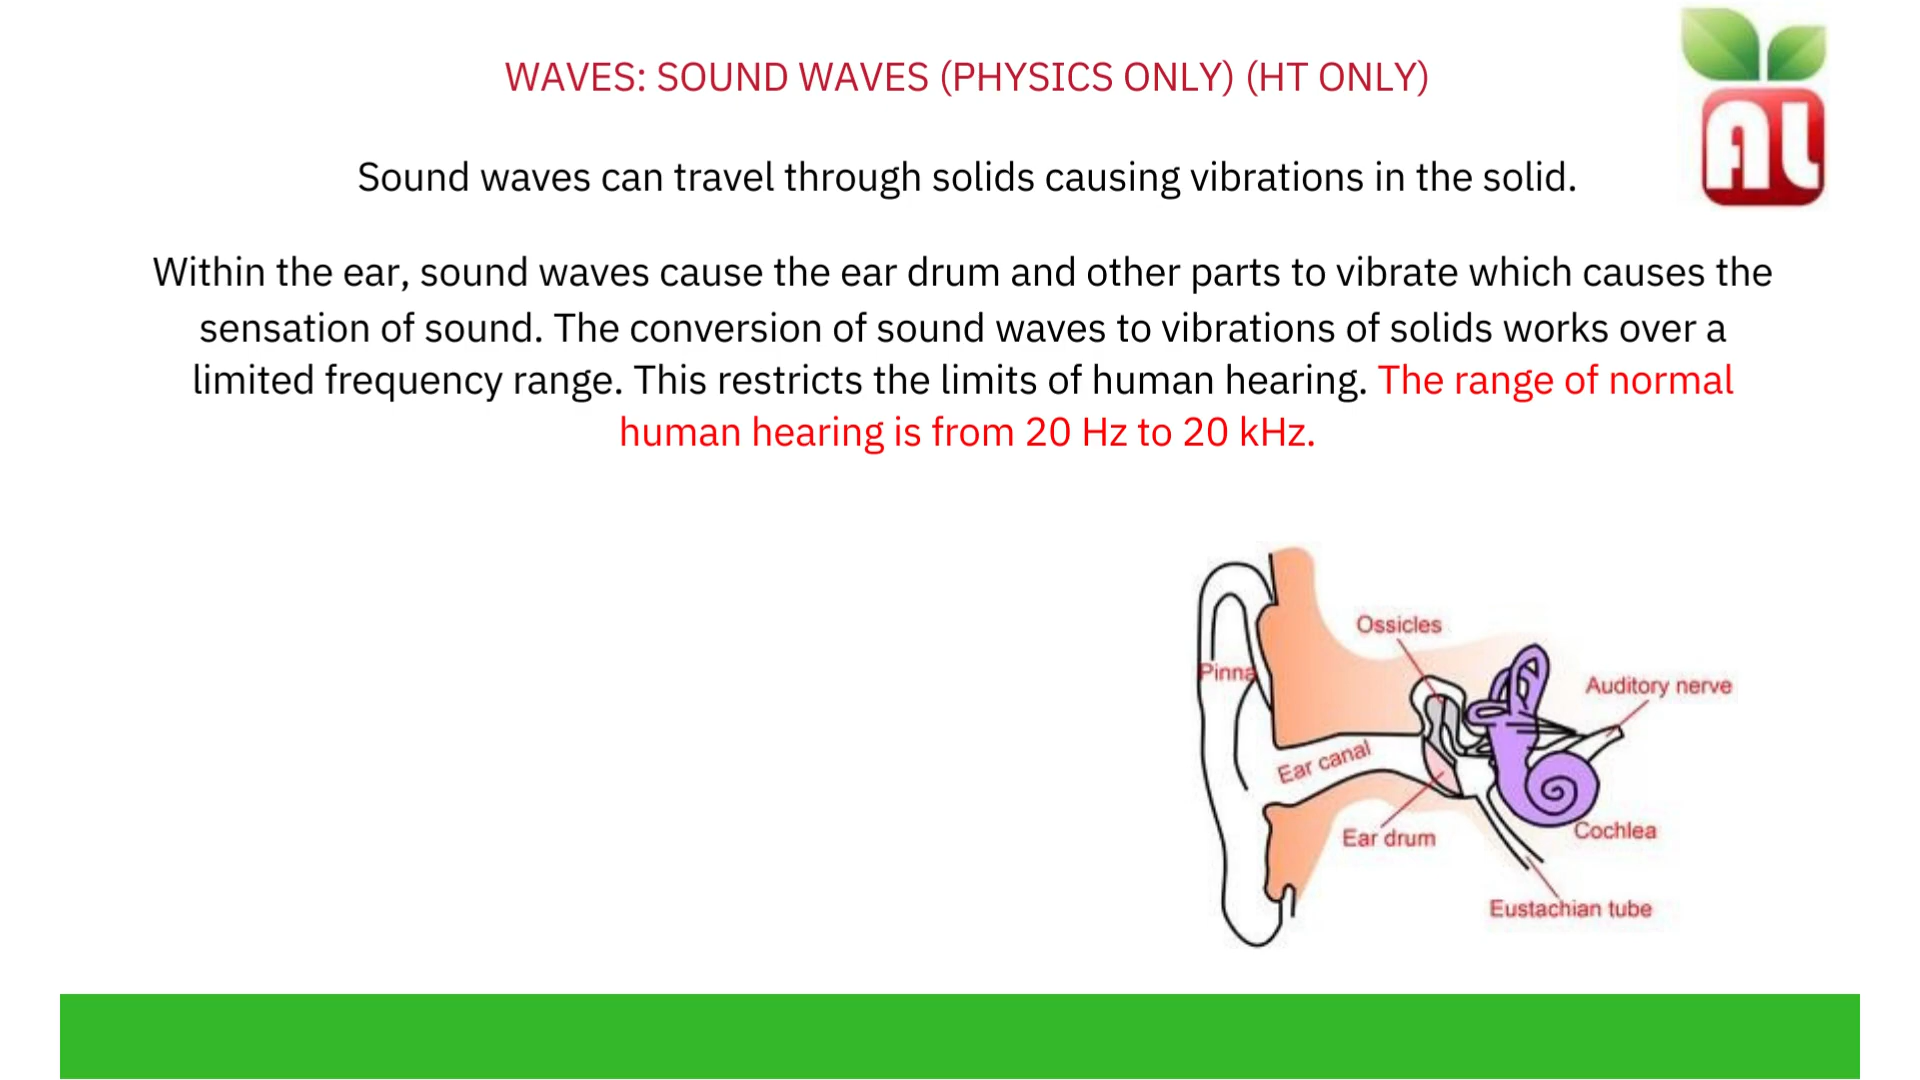 WAVES: SOUND WAVES (PHYSICS ONLY) (HT ONLY)
AL
Sound waves can travel through solids causing vibrations in the solid.
Within the ear, sound waves cause the ear drum and other parts to vibrate which causes the
sensation of sound. The conversion of sound waves to vibrations of solids works over a
limited frequency range. This restricts the limits of human hearing. The range of normal
human hearing is from 20 Hz to 20 kHz.
Ossicles
Pinna
Auditory nerve
Ear canal
Ear drum
Cochlea
Eustachian tube